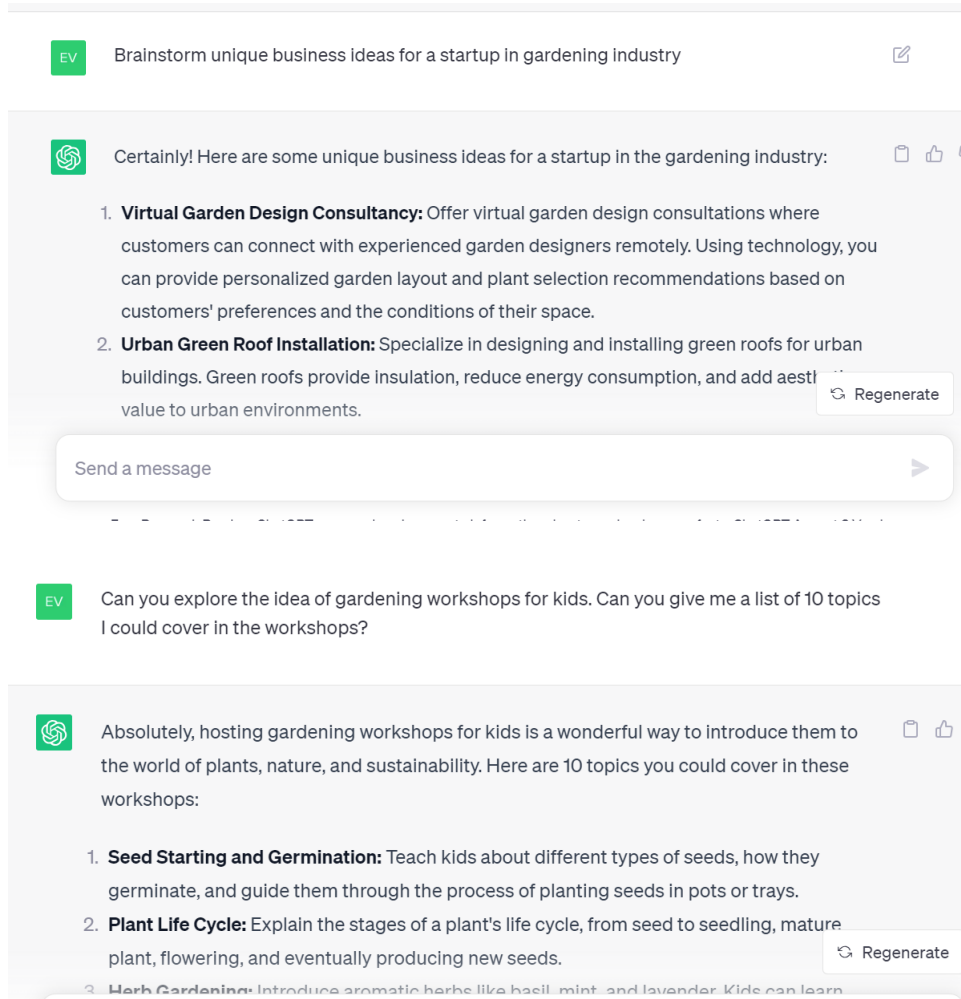 EV
Brainstorm unique business ideas for a startup in gardening industry
Certainly! Here are some unique business ideas for a startup in the gardening industry:
1. Virtual Garden Design Consultancy: Offer virtual garden design consultations where
customers can connect with experienced garden designers remotely. Using technology, you
can provide personalized garden layout and plant selection recommendations based on
customers' preferences and the conditions of their space.
2. Urban Green Roof Installation: Specialize in designing and installing green roofs for urban
buildings. Green roofs provide insulation, reduce energy consumption, and add
value to urban environments.
Regenerate
Send a message
EV
Can you explore the idea of gardening workshops for kids. Can you give me a list of 10 topics
I could cover in the workshops?
Absolutely, hosting gardening workshops for kids is a wonderful way to introduce them to
the world of plants, nature, and sustainability. Here are 10 topics you could cover in these
workshops:
1. Seed Starting and Germination: Teach kids about different types of seeds, how they
germinate, and guide them through the process of planting seeds in pots or trays.
2. Plant Life Cycle: Explain the stages of a plant's life cycle, from seed to seedling, mature
plant, flowering, and eventually producing new seeds.
Regenerate
3. Herb Gardening: Introduce aromatic herbs like basil, mint, and lavender. Kids can learn